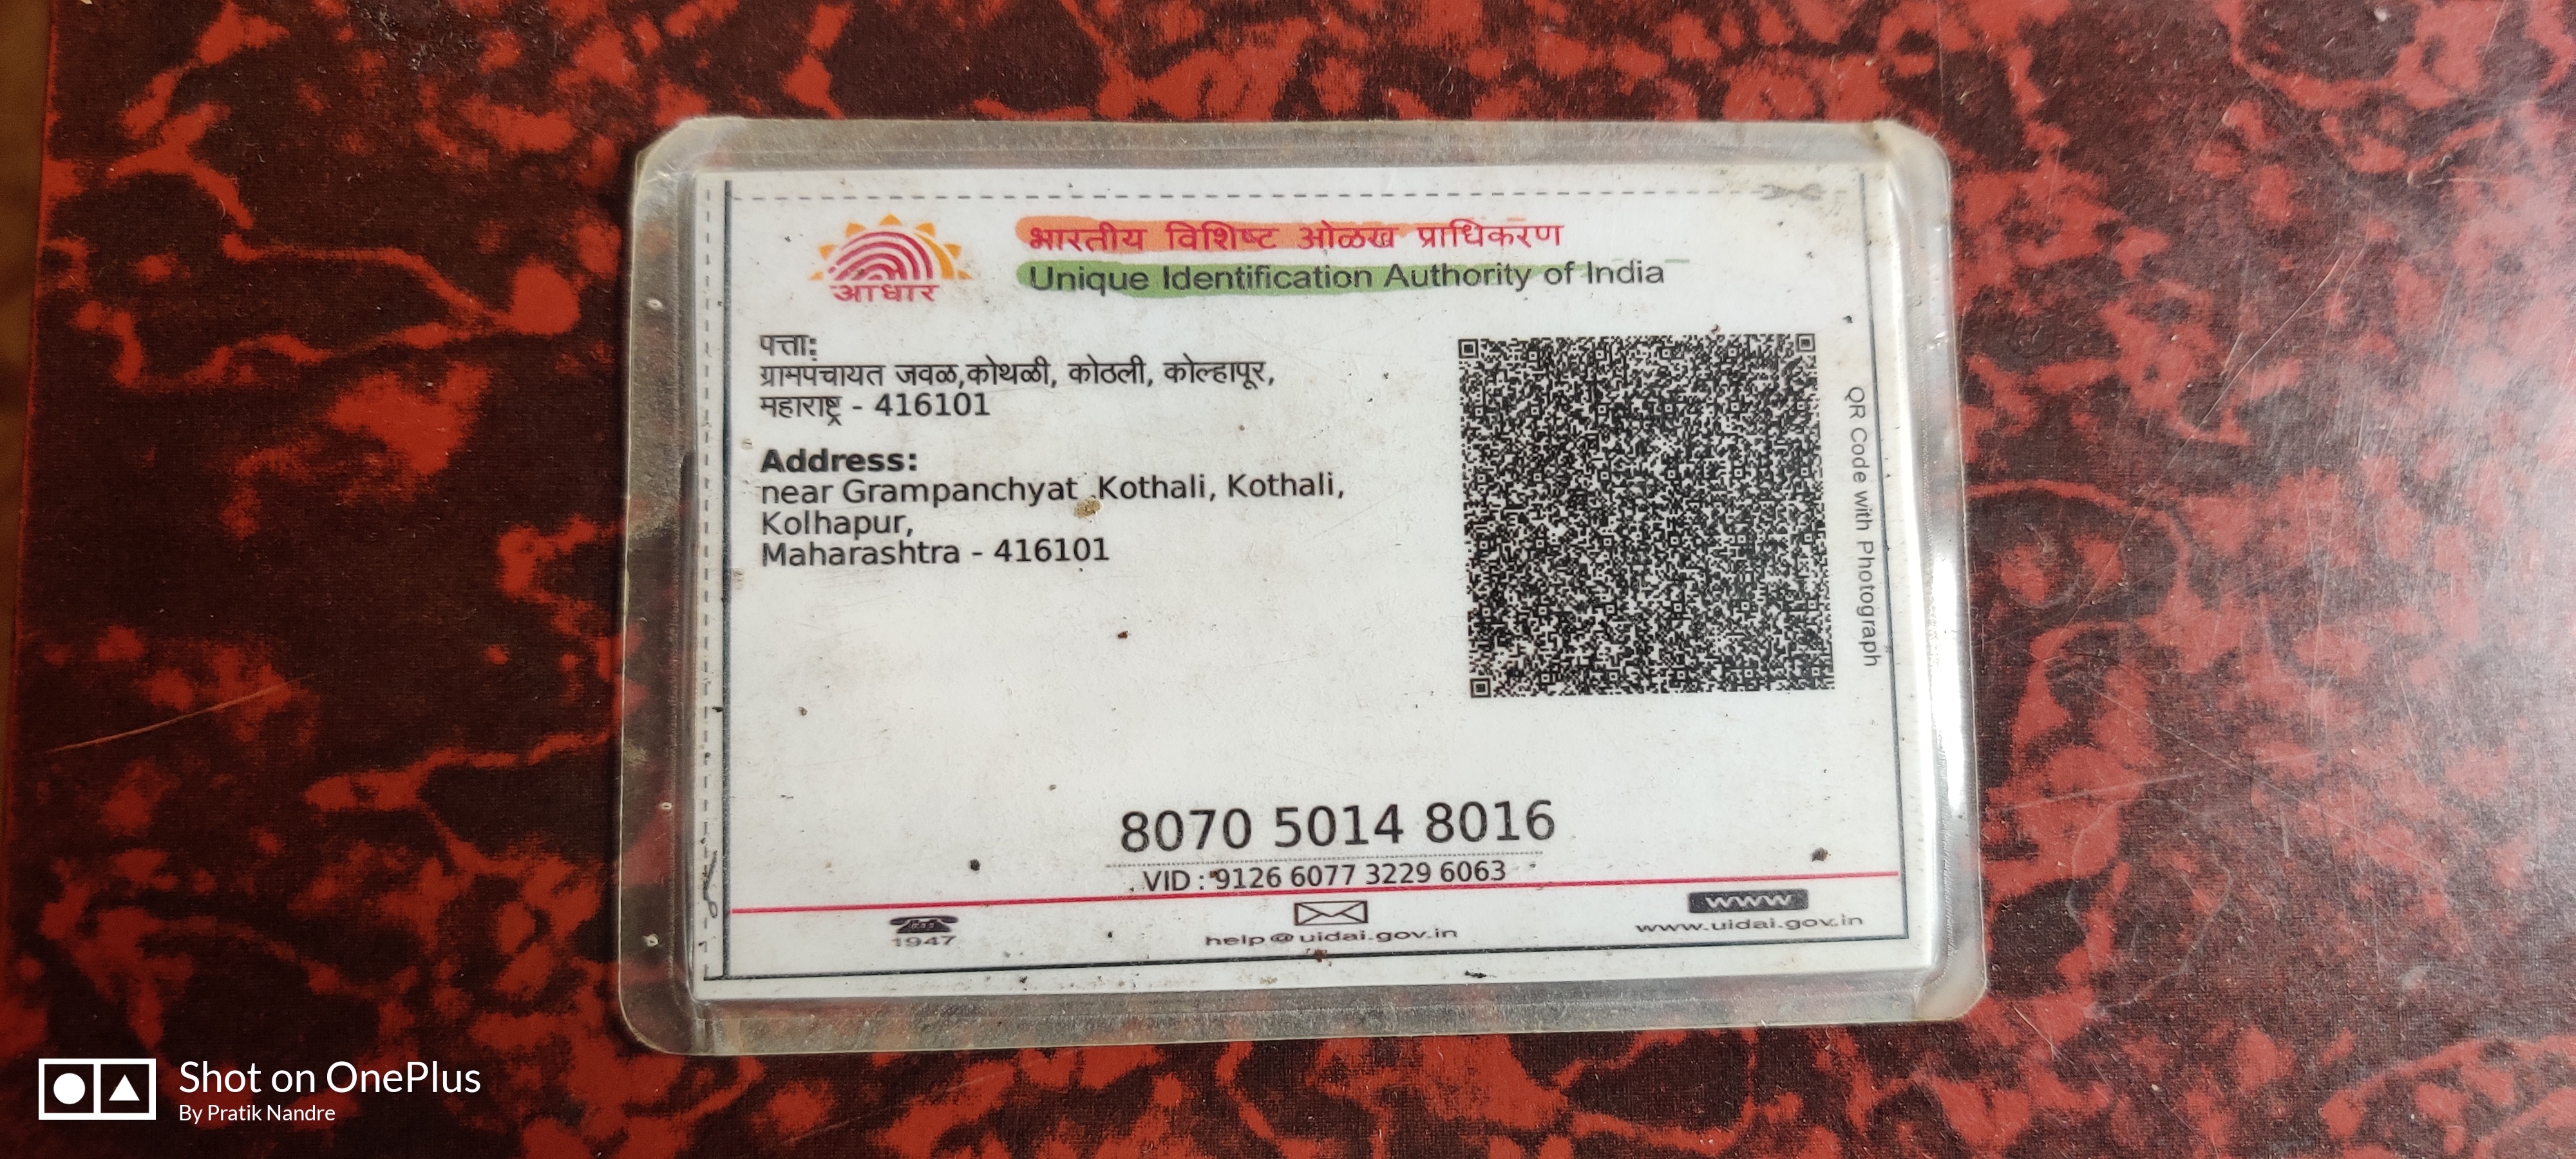 आधार
भारतीय विशिष्ट ओळख प्राधिकरण
Unique Identification Authority of India
पत्ता:
ग्रामपंचायत जवळ,कोथळी, कोठली, कोल्हापूर,
महाराष्ट्र - 416101
Address:
near Grampanchyat ,Kothali, Kothali,
Kolhapur,
Maharashtra - 416101
QR Code with Photograph
8070 5014 8016
VID : 9126 6077 3229 6063
1947
help@uidai.gov.in
www
www.uidai.gov.in
Shot on OnePlus
By Pratik Nandre